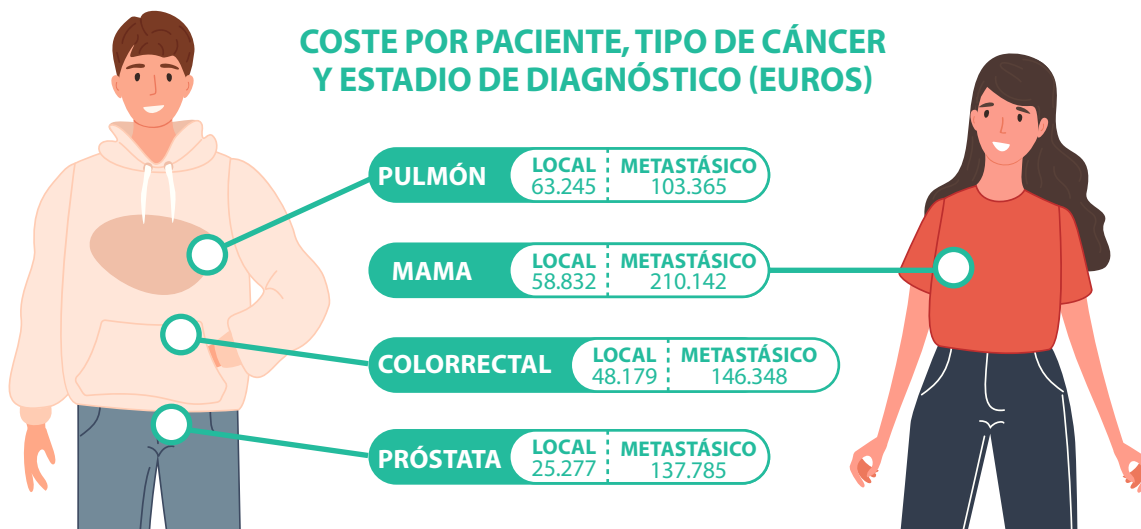 COSTE POR PACIENTE, TIPO DE CÁNCER
Y ESTADIO DE DIAGNÓSTICO (EUROS)
PULMÓN
LOCAL METASTÁSICO
63.245 103.365
MAMA
LOCAL METASTÁSICO
58.832 210.142
COLORRECTAL
LOCAL METASTÁSICO
48.179 146.348
PRÓSTATA
LOCAL METASTÁSICO
25.277 137.785